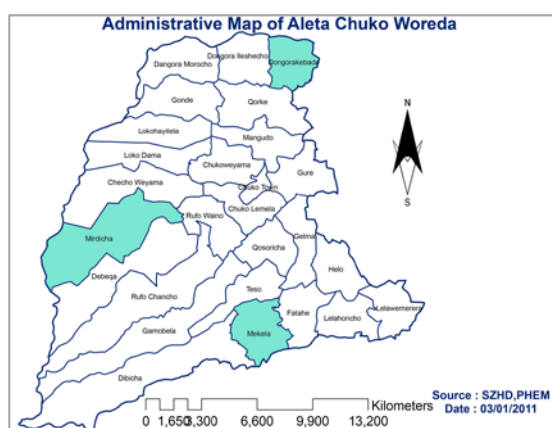 Administrative Map of Aleta Chuko Woreda
Dangora Morocho
Dongora Ileshecho
Dongorakebado
Gonde
Qorke
N
Lokohayitela
Mangudo
Loko Dama
Chukoweyama
Gure
Checho Weyama
Chuko Town
S
Rufo Waino
Chuko Lemela
Mirdicha
Gelma
Qosoricha
Debeqa
Helo
Rufo Chancho
Teso
Gamobela
Mekela
Fatahe
Lelahoncho
Lelawemerera
Dibicha
Kilometers
0 1,650 3,300 6,600 9,900 13,200
Source : SZHD,PHEM
Date : 03/01/2011